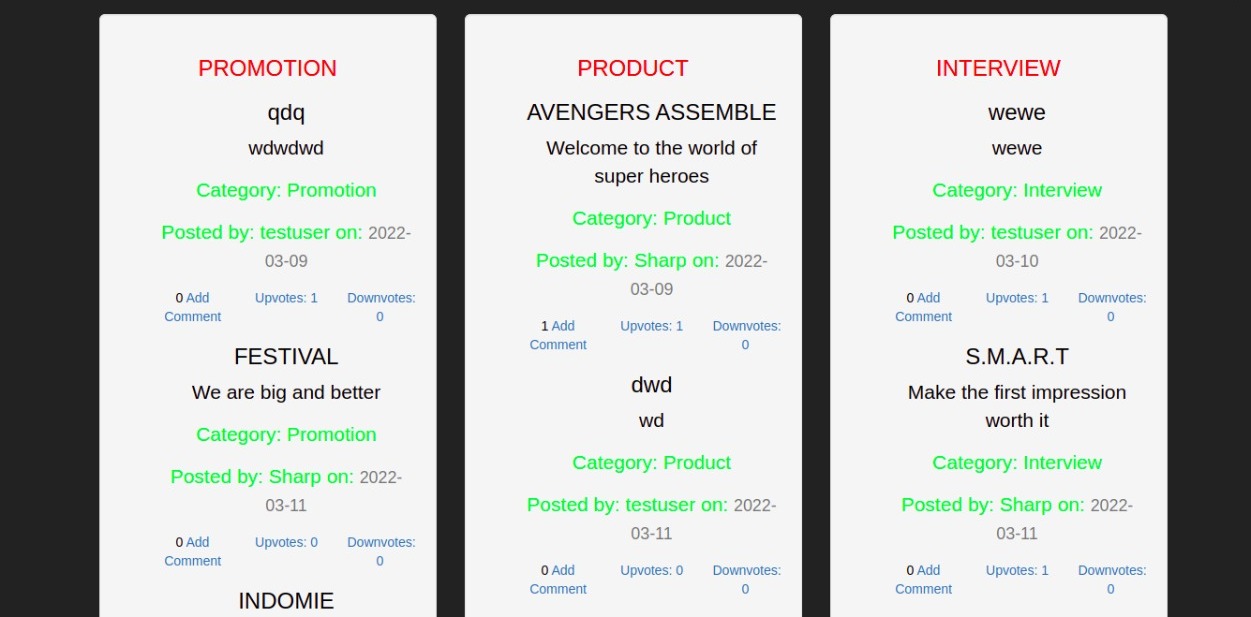 PROMOTION
qdq
wdwdwd
Category: Promotion
Posted by: testuser on: 2022-
03-09
0 Add
Comment
Upvotes: 1
Downvotes:
0
FESTIVAL
We are big and better
Category: Promotion
Posted by: Sharp on: 2022-
03-11
0 Add
Comment
Upvotes: 0
Downvotes:
0
INDOMIE
PRODUCT
AVENGERS ASSEMBLE
Welcome to the world of
super heroes
Category: Product
Posted by: Sharp on: 2022-
03-09
1 Add
Comment
Upvotes: 1
Downvotes:
0
dwd
wd
Category: Product
Posted by: testuser on: 2022-
03-11
0 Add
Comment
Upvotes: 0
Downvotes:
0
INTERVIEW
wewe
wewe
Category: Interview
Posted by: testuser on: 2022-
03-10
0 Add
Comment
Upvotes: 1
Downvotes:
0
S.M.A.R.T
Make the first impression
worth it
Category: Interview
Posted by: Sharp on: 2022-
03-11
0 Add
Comment
Upvotes: 1
Downvotes:
0